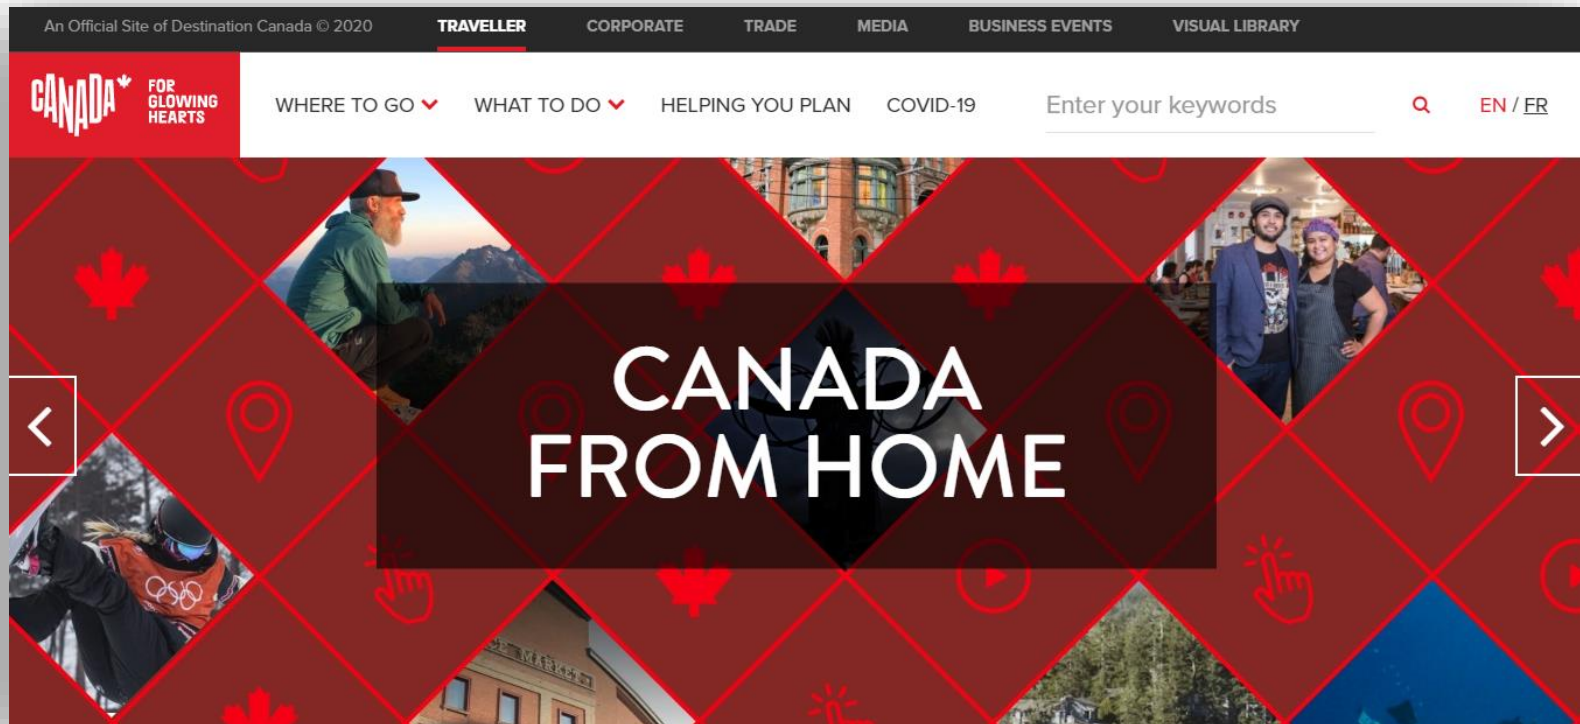 An Official Site of Destination Canada © 2020
TRAVELLER
CORPORATE
TRADE
MEDIA
BUSINESS EVENTS
VISUAL LIBRARY
CANADA
FOR
GLOWING
HEARTS
WHERE TO GO
WHAT TO DO
HELPING YOU PLAN
COVID-19
Enter your keywords
EN / FR
CANADA
FROM HOME
MARKET